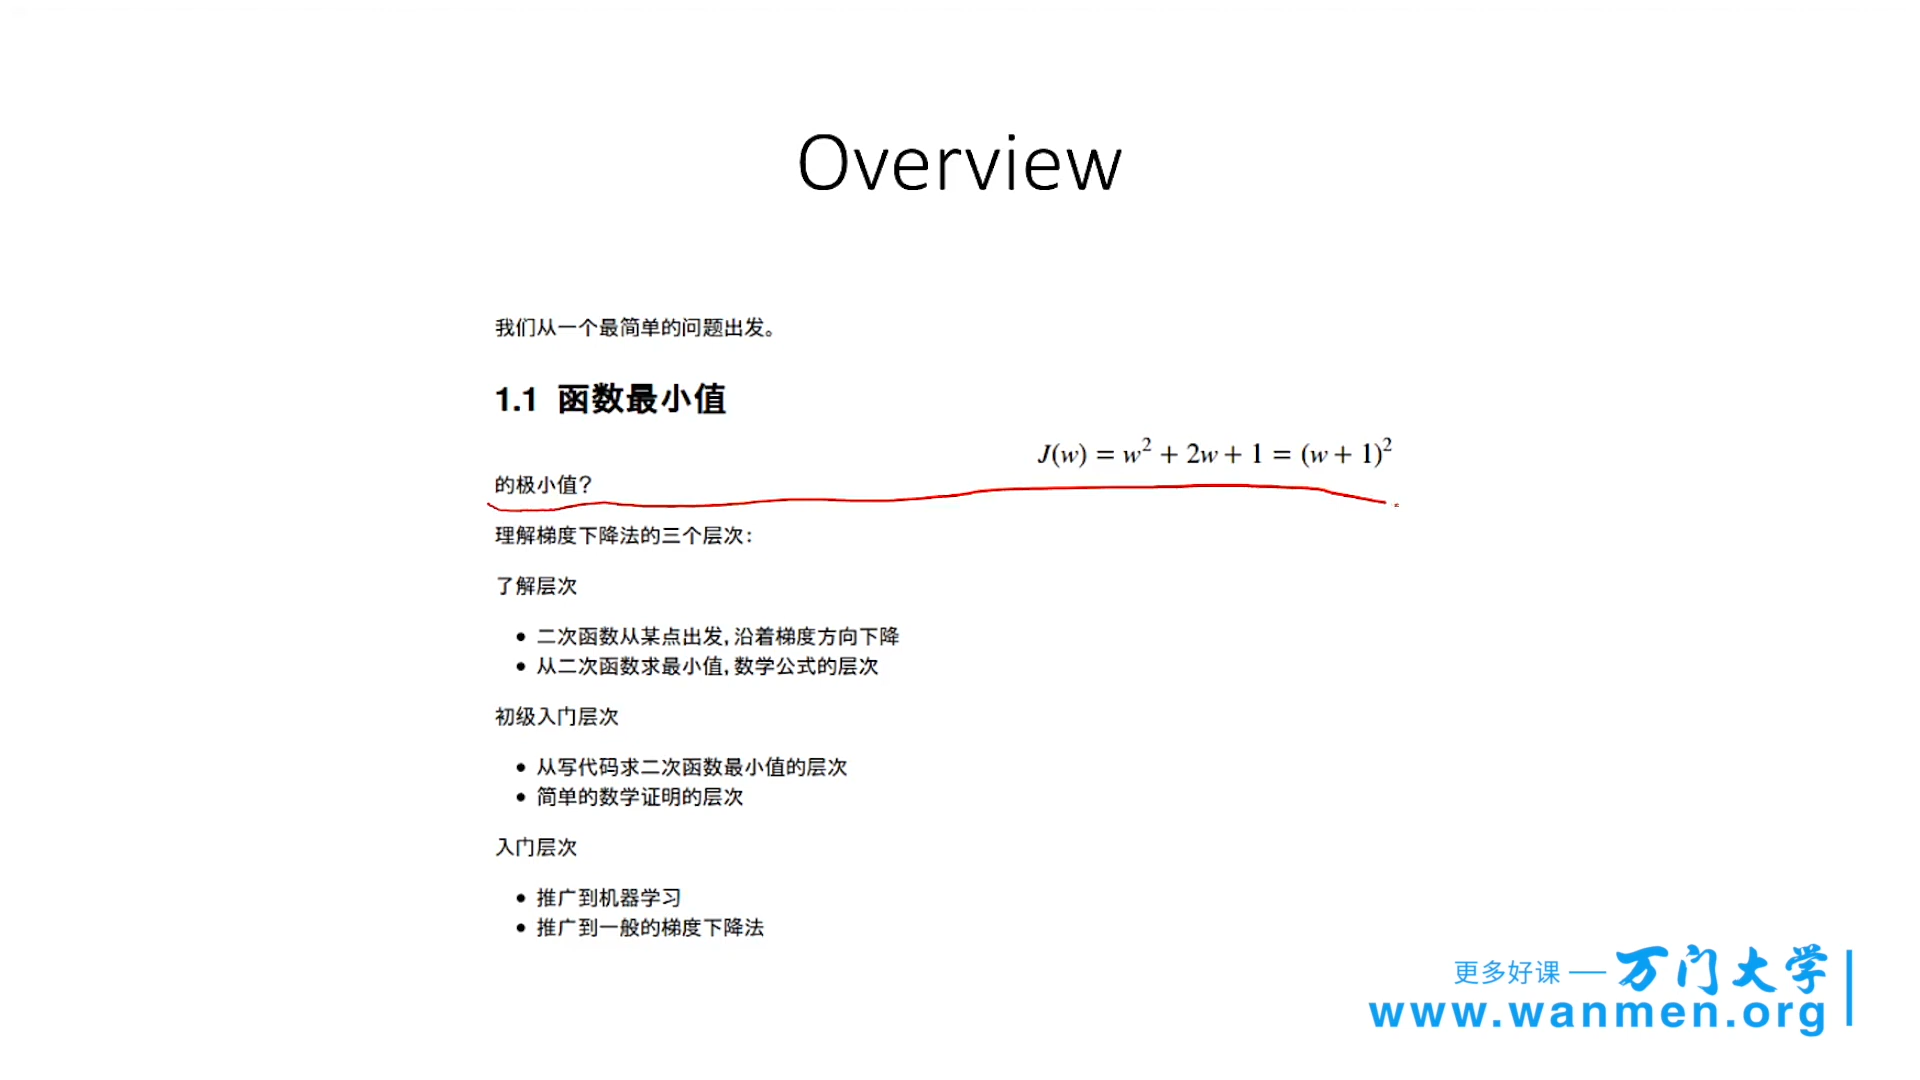 Overview
我们从一个最简单的问题出发。
1.1 函数最小值
J(w) = w² + 2w + 1 = (w + 1)²
的极小值?
理解梯度下降法的三个层次:
了解层次
• 二次函数从某点出发, 沿着梯度方向下降
• 从二次函数求最小值, 数学公式的层次
初级入门层次
• 从写代码求二次函数最小值的层次
• 简单的数学证明的层次
入门层次
• 推广到机器学习
• 推广到一般的梯度下降法
更多好课 — 万门大学
www.wanmen.org